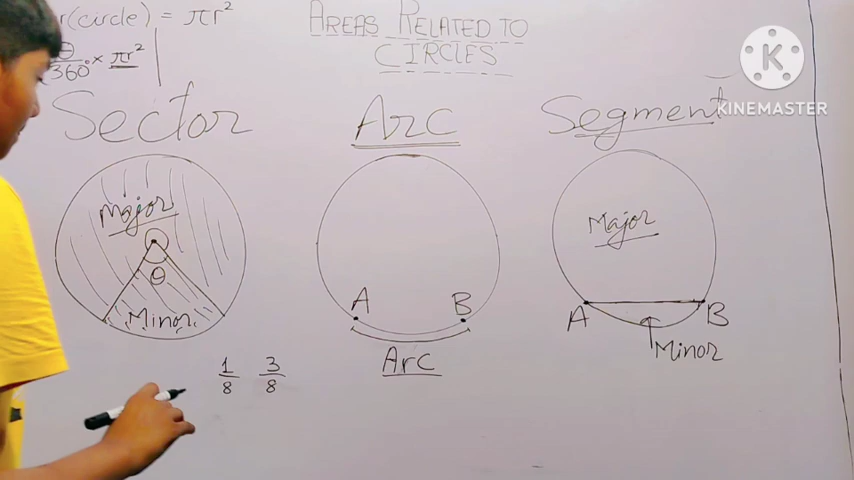 r(circle) = πr²
θ/360° × πr²
AREAS RELATED TO
CIRCLES
KINEMASTER
Sector
Arc
Segment
Major
θ
Minor
A
B
Arc
Major
A
B
Minor
1/8 3/8